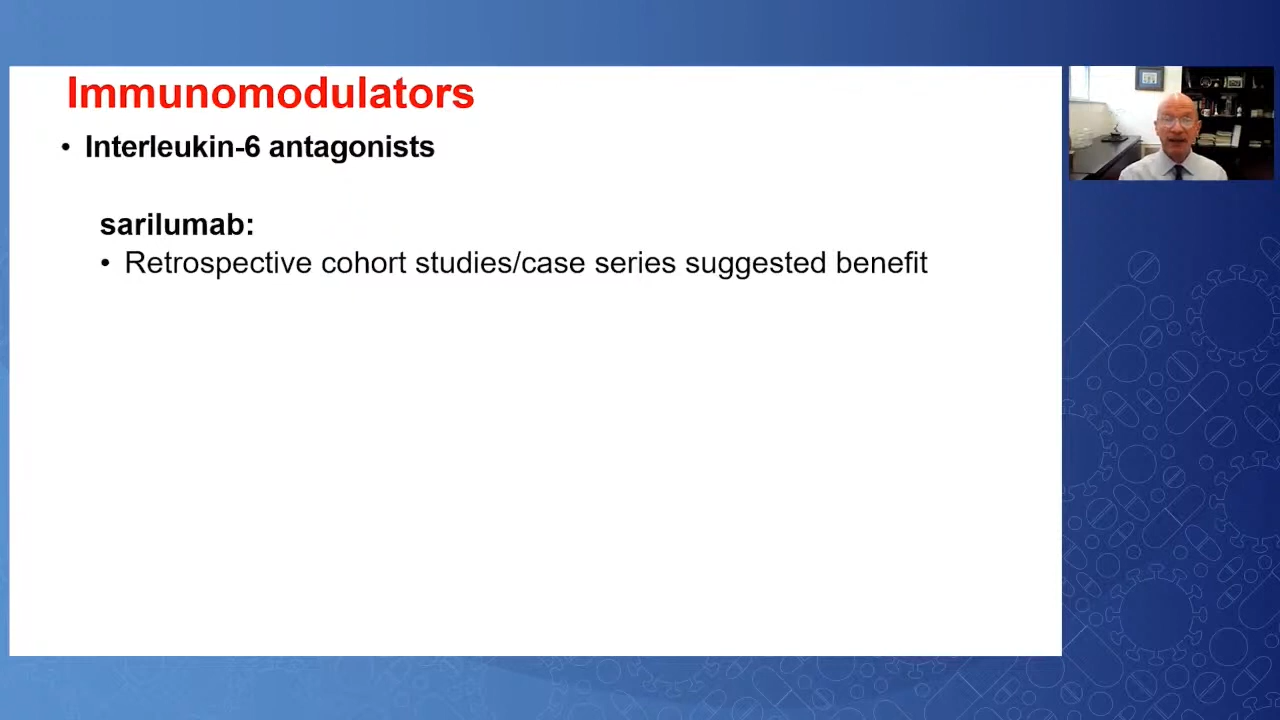 Immunomodulators
• Interleukin-6 antagonists
sarilumab:
• Retrospective cohort studies/case series suggested benefit